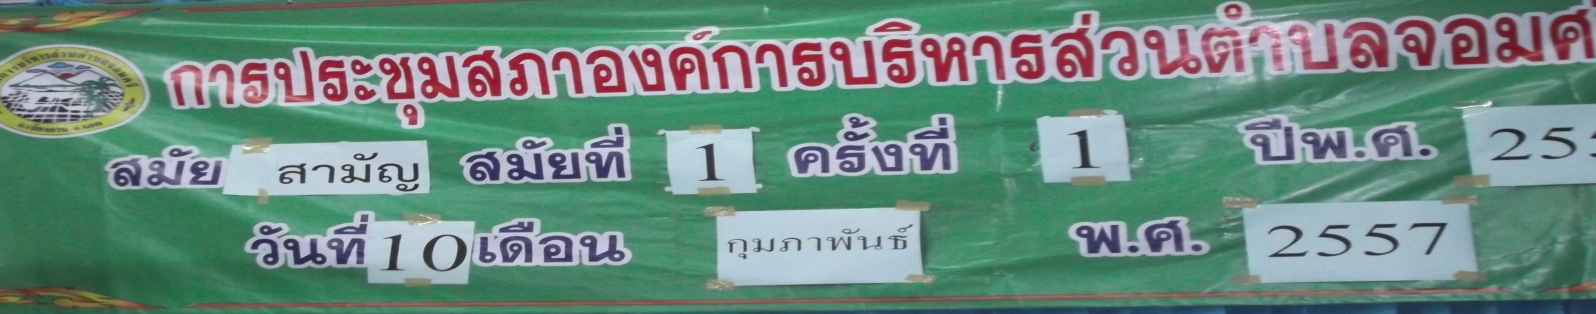 การประชุมสภาองค์การบริหารส่วนตำบลจอมศ
สมัย สามัญ สมัยที่ 1 ครั้งที่ 1 ปีพ.ศ. 255
วันที่ 10 เดือน กุมภาพันธ์ พ.ศ. 2557